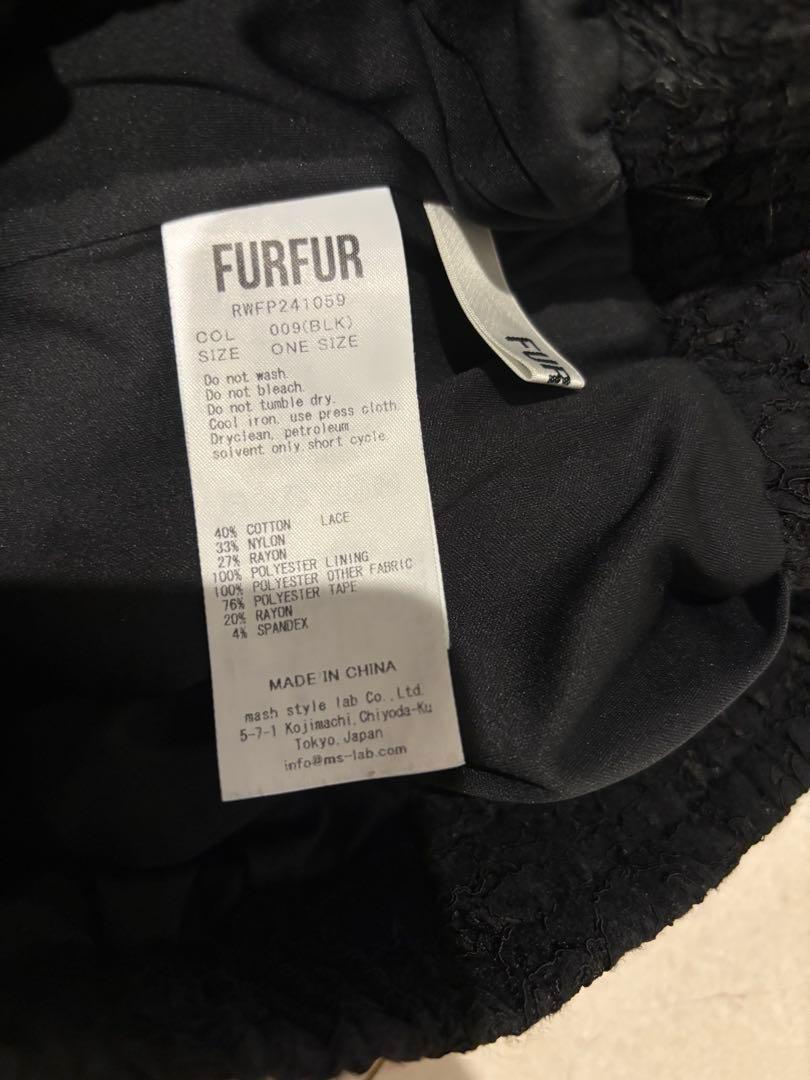 FURFUR
RWFP241059
COL 009(BLK)
SIZE ONE SIZE
Do not wash.
Do not bleach.
Do not tumble dry.
Cool iron. use press cloth.
Dryclean, petroleum
solvent only.short cycle.
40% COTTON LACE
33% NYLON
27% RAYON
100% POLYESTER LINING
100% POLYESTER OTHER FABRIC
76% POLYESTER TAPE
20% RAYON
4% SPANDEX
MADE IN CHINA
mash style lab Co.,Ltd.
5-7-1 Kojimachi,Chiyoda-Ku
Tokyo,Japan
info@ms-lab.com
FUR